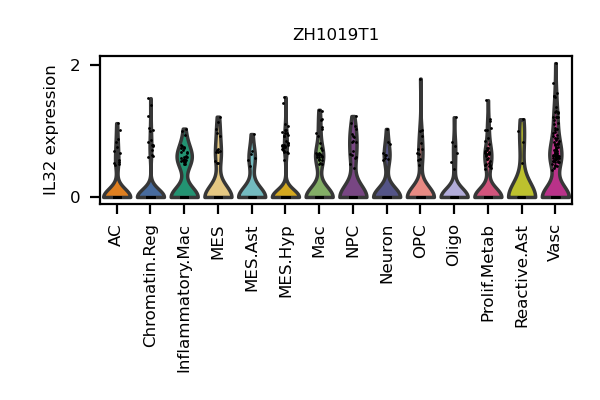 ZH1019T1
IL32 expression
2
0
AC
Chromatin.Reg
Inflammatory.Mac
MES
MES.Ast
MES.Hyp
Mac
NPC
Neuron
OPC
Oligo
Prolif.Metab
Reactive.Ast
Vasc